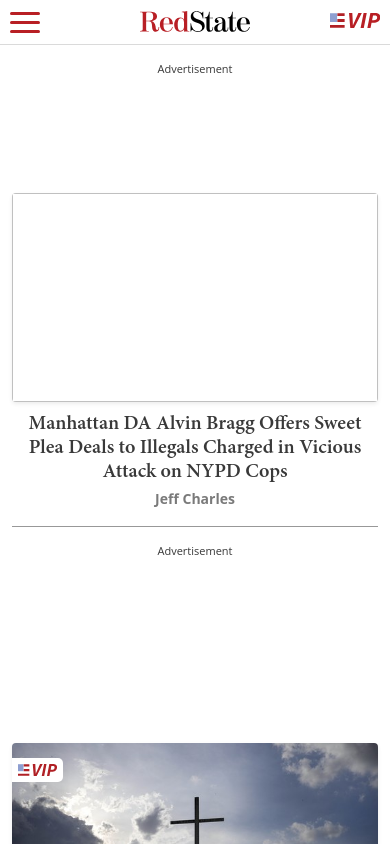 RedState
VIP
Advertisement
Manhattan DA Alvin Bragg Offers Sweet
Plea Deals to Illegals Charged in Vicious
Attack on NYPD Cops
Jeff Charles
Advertisement
VIP